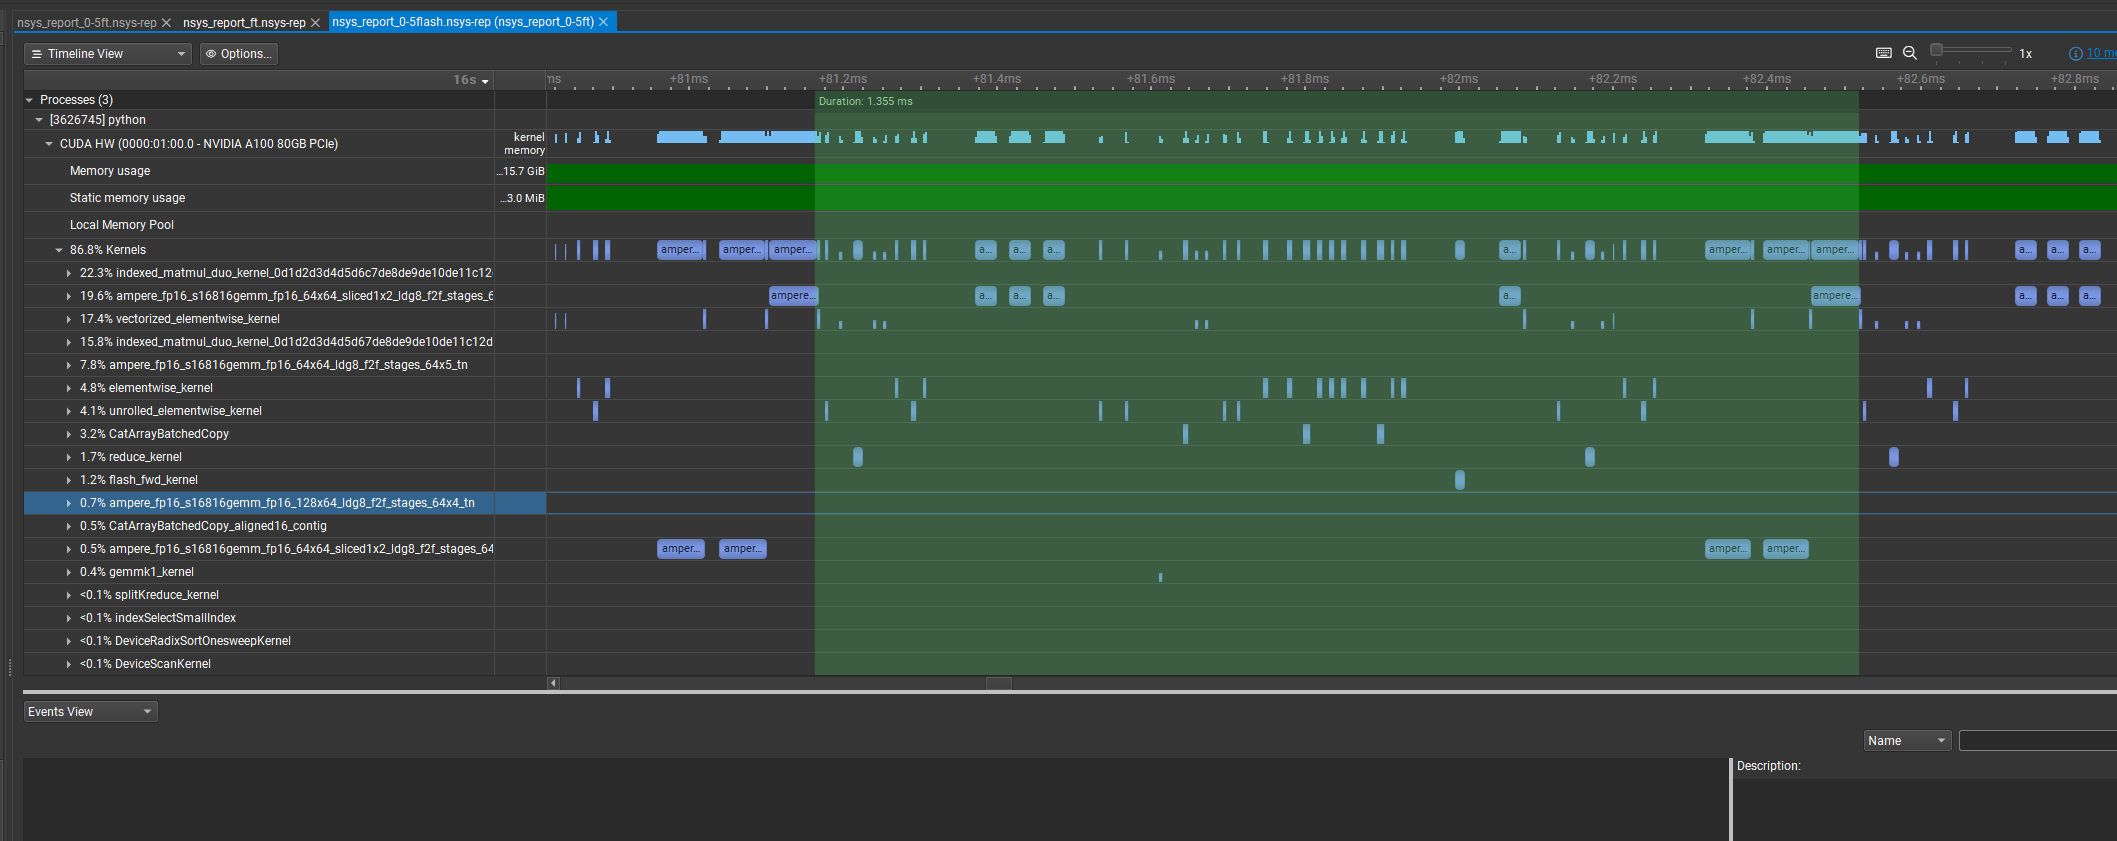 nsys_report_0-5ft.nsys-rep nsys_report_ft.nsys-rep nsys_report_0-5flash.nsys-rep (nsys_report_0-5ft)
Timeline View Options... 1x 10 me
16s ms +81ms +81.2ms +81.4ms +81.6ms +81.8ms +82ms +82.2ms +82.4ms +82.6ms +82.8ms
Processes (3) Duration: 1.355 ms
[3626745] python
CUDA HW (0000:01:00.0 - NVIDIA A100 80GB PCIe) kernel
memory
Memory usage ...15.7 GiB
Static memory usage ...3.0 MiB
Local Memory Pool
86.8% Kernels amper... amper... amper... a... a... a... a... amper... amper... amper... a... a... a...
22.3% indexed_matmul_duo_kernel_0d1d2d3d4d5d6c7de8de9de10de11c12d
19.6% ampere_fp16_s16816gemm_fp16_64x64_sliced1x2_ldg8_f2f_stages_6 ampere... a... a... a... a... ampere... a... a... a...
17.4% vectorized_elementwise_kernel
15.8% indexed_matmul_duo_kernel_0d1d2d3d4d5d67de8de9de10de11c12d
7.8% ampere_fp16_s16816gemm_fp16_64x64_ldg8_f2f_stages_64x5_tn
4.8% elementwise_kernel
4.1% unrolled_elementwise_kernel
3.2% CatArrayBatchedCopy
1.7% reduce_kernel
1.2% flash_fwd_kernel
0.7% ampere_fp16_s16816gemm_fp16_128x64_ldg8_f2f_stages_64x4_tn
0.5% CatArrayBatchedCopy_aligned16_contig
0.5% ampere_fp16_s16816gemm_fp16_64x64_sliced1x2_ldg8_f2f_stages_64 amper... amper... amper... amper...
0.4% gemmk1_kernel
<0.1% splitKreduce_kernel
<0.1% indexSelectSmallIndex
<0.1% DeviceRadixSortOnesweepKernel
<0.1% DeviceScanKernel
Events View
Name
Description: